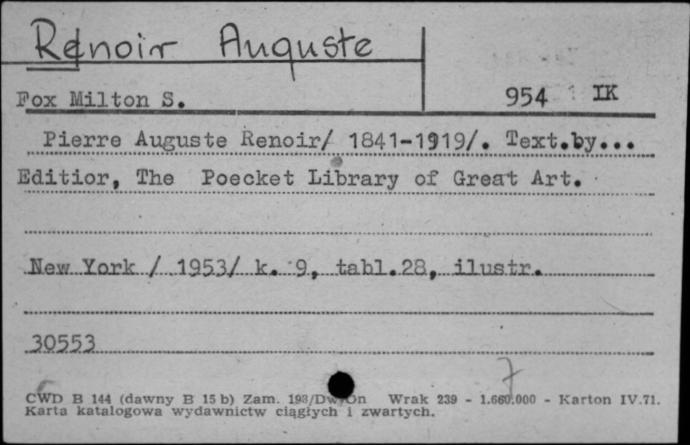 Renoir Auguste
Fox Milton S.
954 IK
Pierre Auguste Renoir/ 1841-1919/. Text.by...
Editior, The Poecket Library of Great Art.
New York / 1953/ k. 9, tabl.28, ilustr.
30553
7
CWD B 144 (dawny B 15 b) Zam. Wrak 239 - 1.660.000 - Karton IV.71.
Karta katalogowa wydawnictw ciągłych i zwartych.